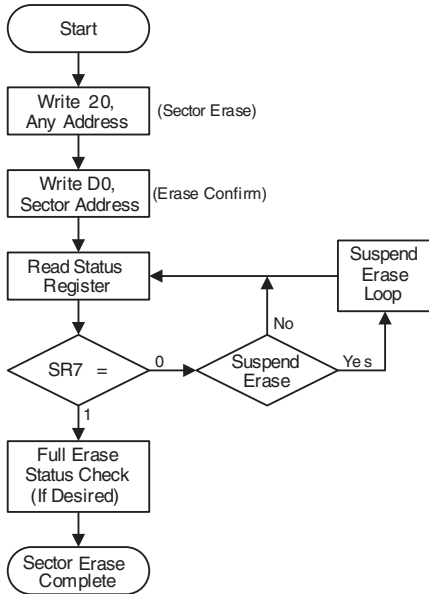 Start
Write 20,
Any Address
(Sector Erase)
Write D0,
Sector Address
(Erase Confirm)
Read Status
Register
Suspend
Erase
Loop
No
SR7 =
0
Suspend
Erase
Yes
1
Full Erase
Status Check
(If Desired)
Sector Erase
Complete